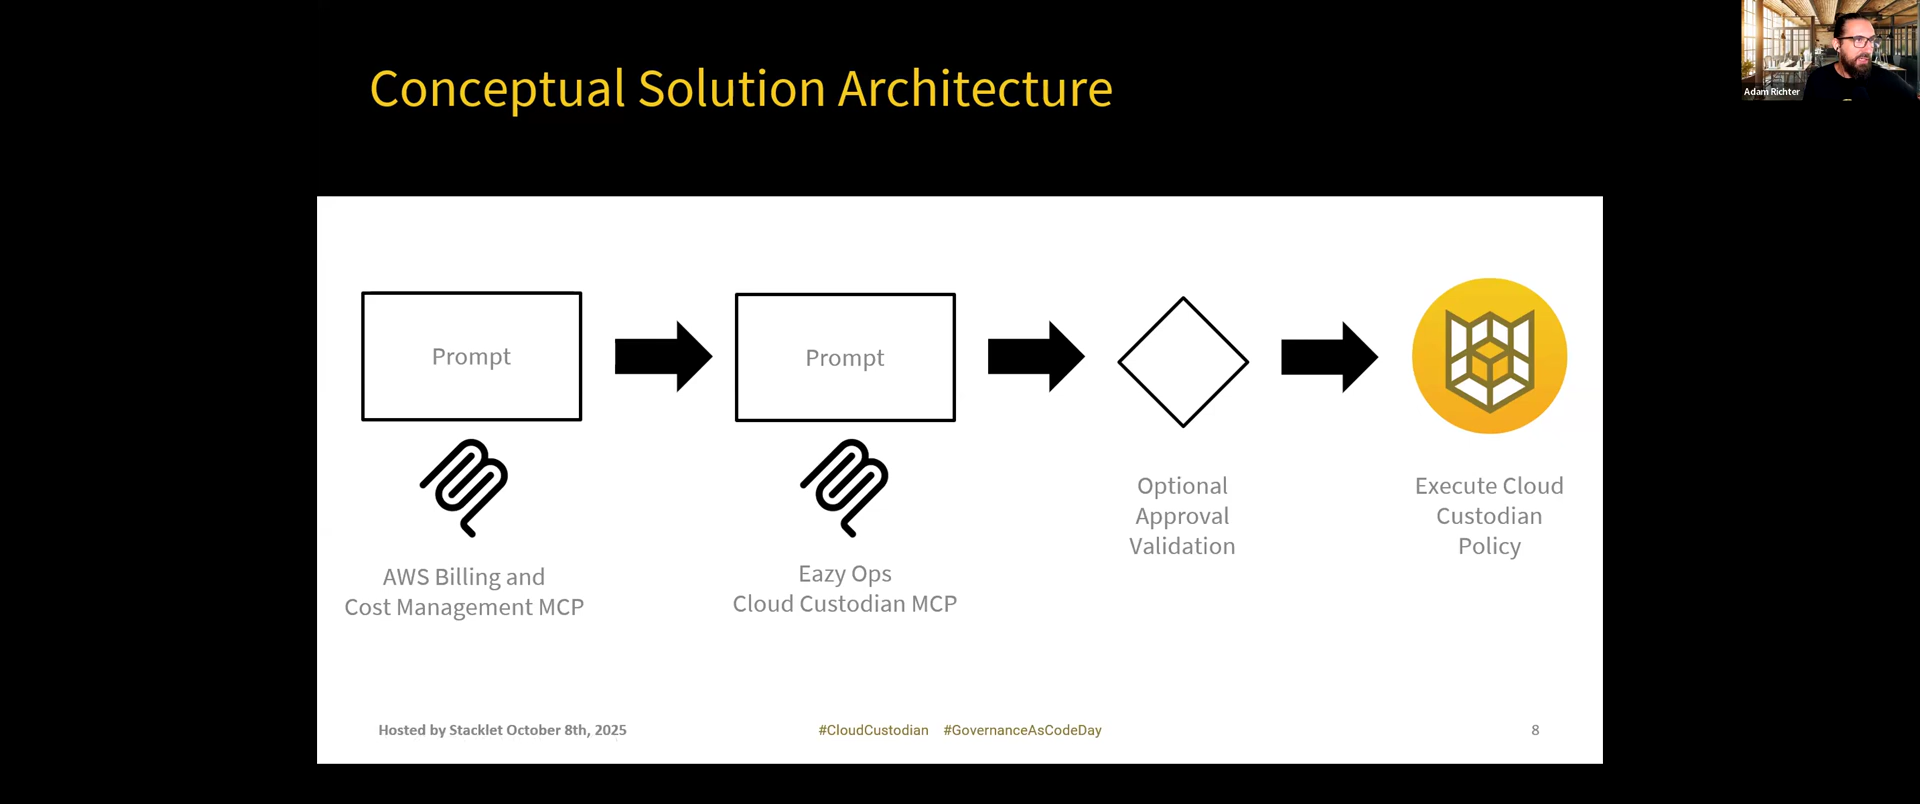 Conceptual Solution Architecture
Adam Richter
Prompt
Prompt
AWS Billing and
Cost Management MCP
Eazy Ops
Cloud Custodian MCP
Optional
Approval
Validation
Execute Cloud
Custodian
Policy
Hosted by Stacklet October 8th, 2025
#CloudCustodian #GovernanceAsCodeDay
8